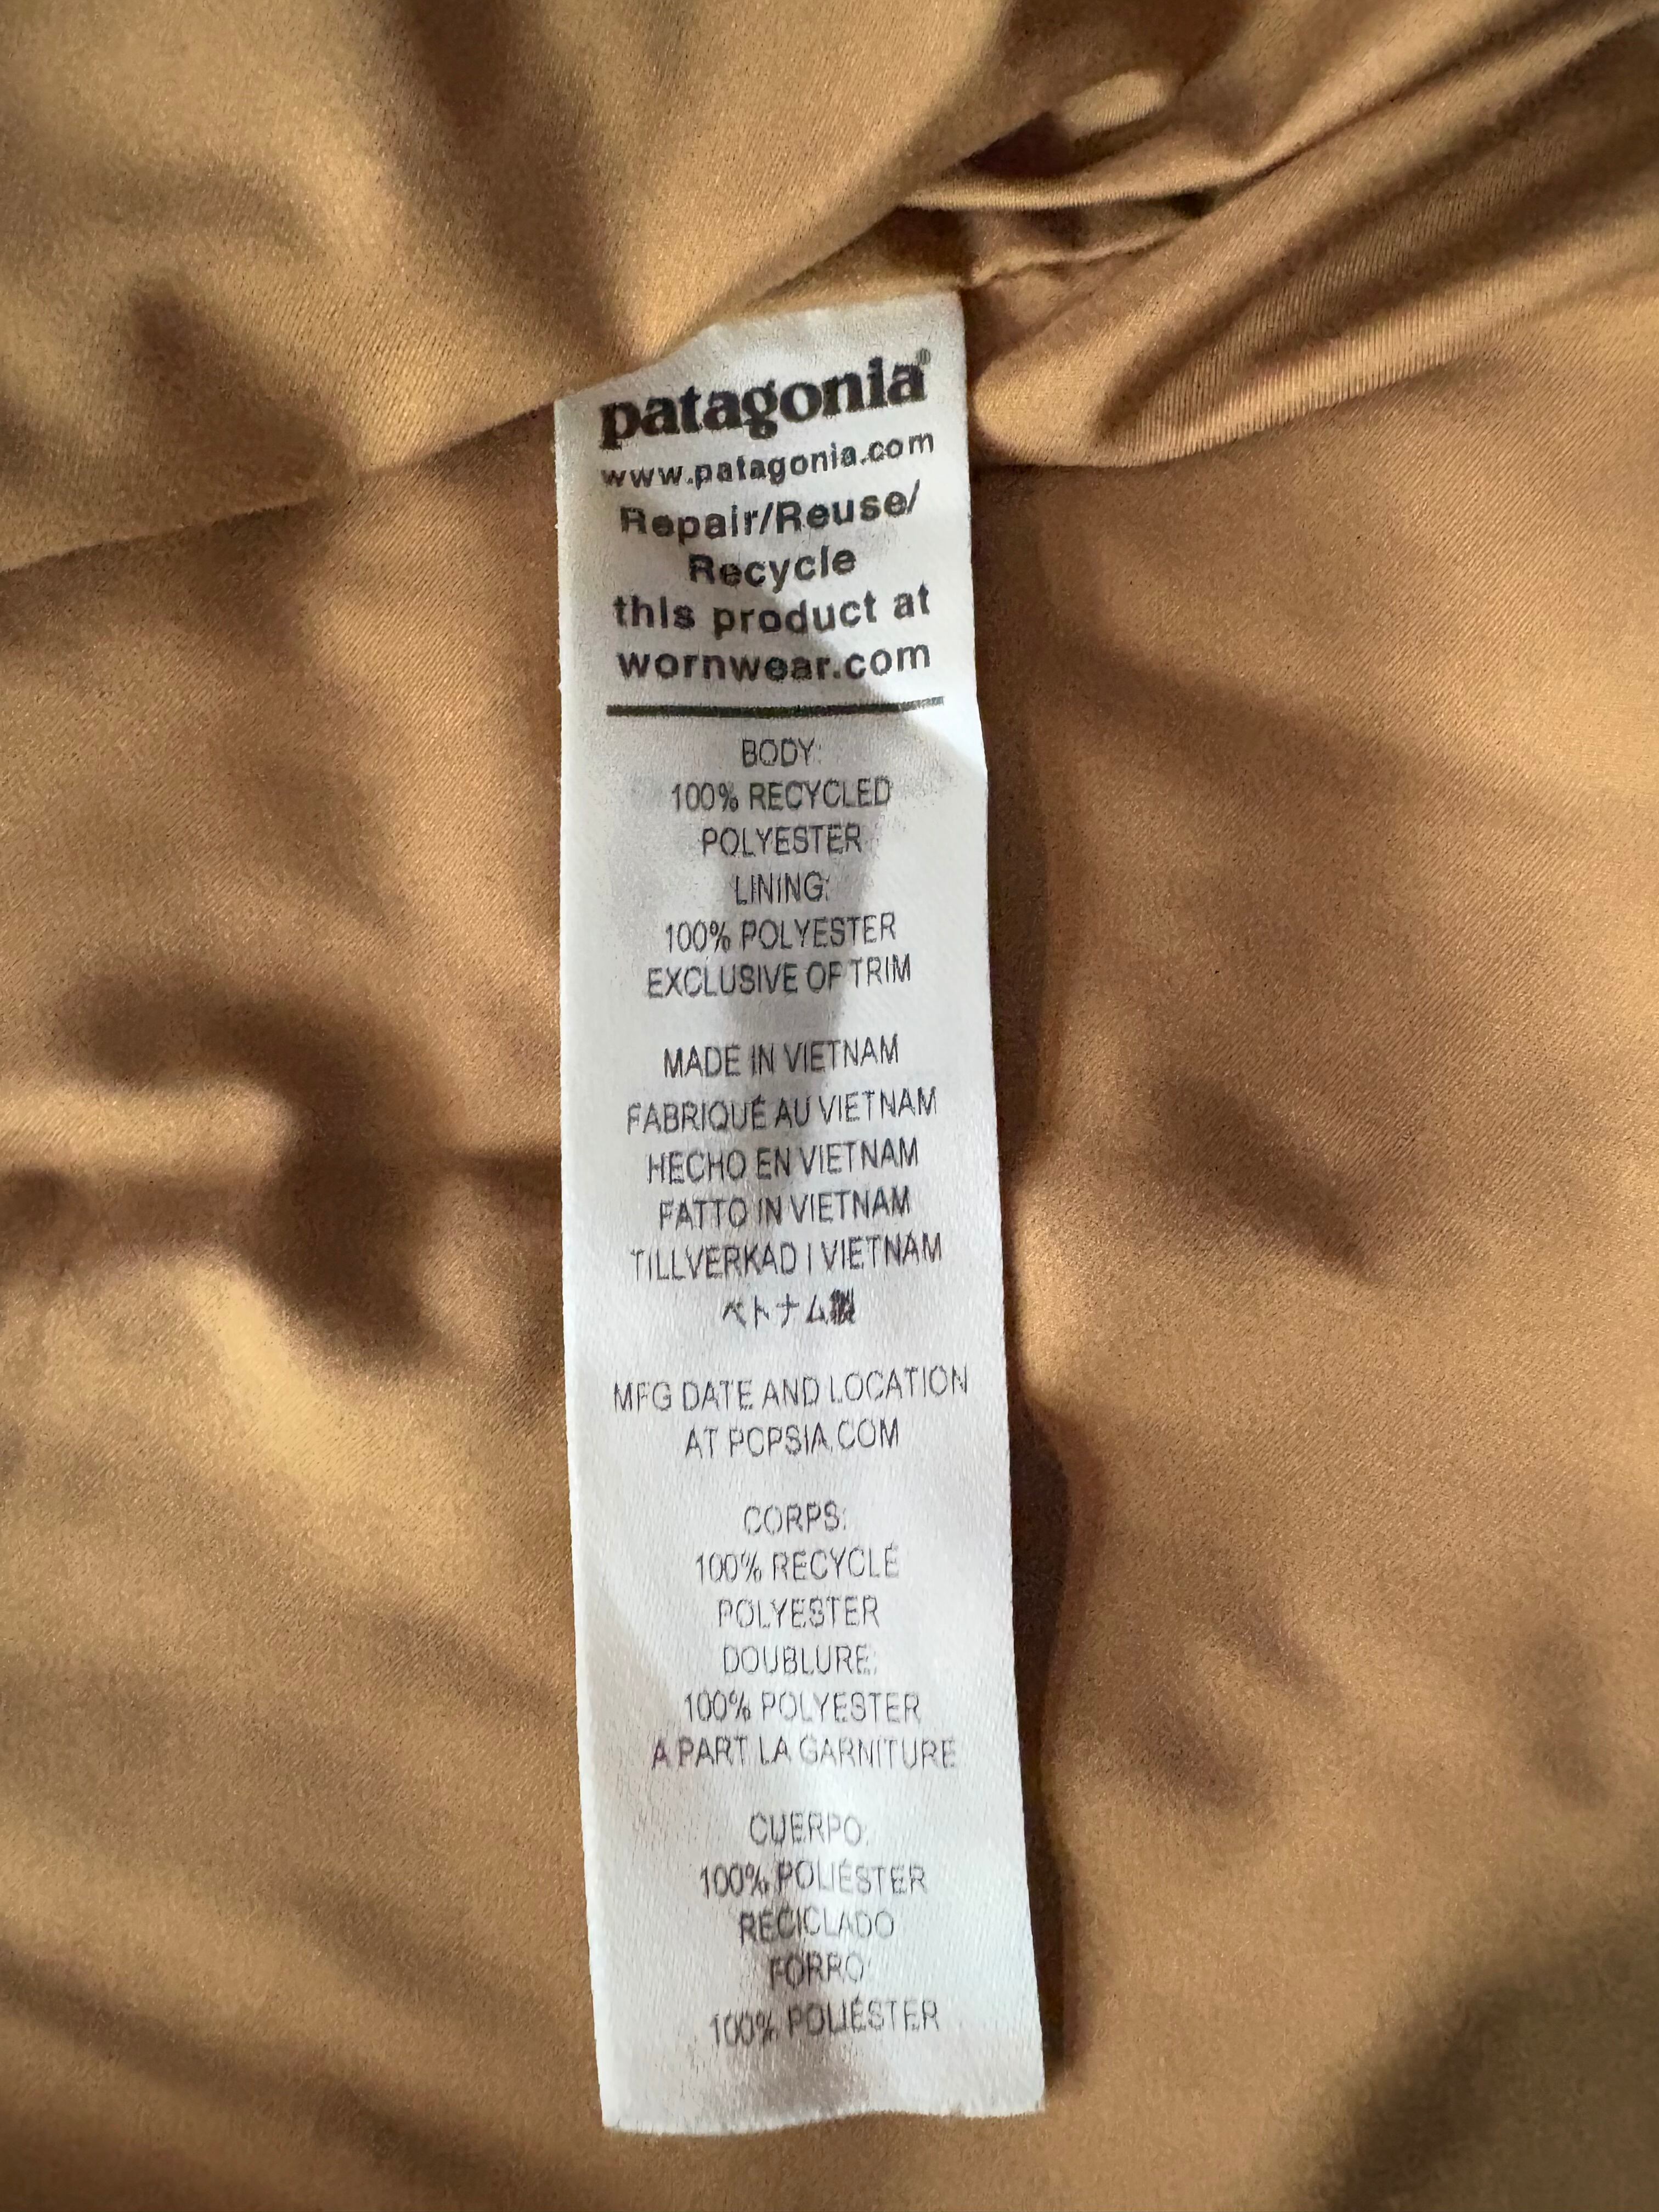 patagonia®
www.patagonia.com
Repair/Reuse/
Recycle
this product at
wornwear.com
BODY:
100% RECYCLED
POLYESTER
LINING:
100% POLYESTER
EXCLUSIVE OF TRIM
MADE IN VIETNAM
FABRIQUÉ AU VIETNAM
HECHO EN VIETNAM
FATTO IN VIETNAM
TILLVERKAD I VIETNAM
ベトナム製
MFG DATE AND LOCATION
AT PCPSIA.COM
CORPS:
100% RECYCLÉ
POLYESTER
DOUBLURE:
100% POLYESTER
A PART LA GARNITURE
CUERPO:
100% POLIÉSTER
RECICLADO
FORRO:
100% POLIÉSTER